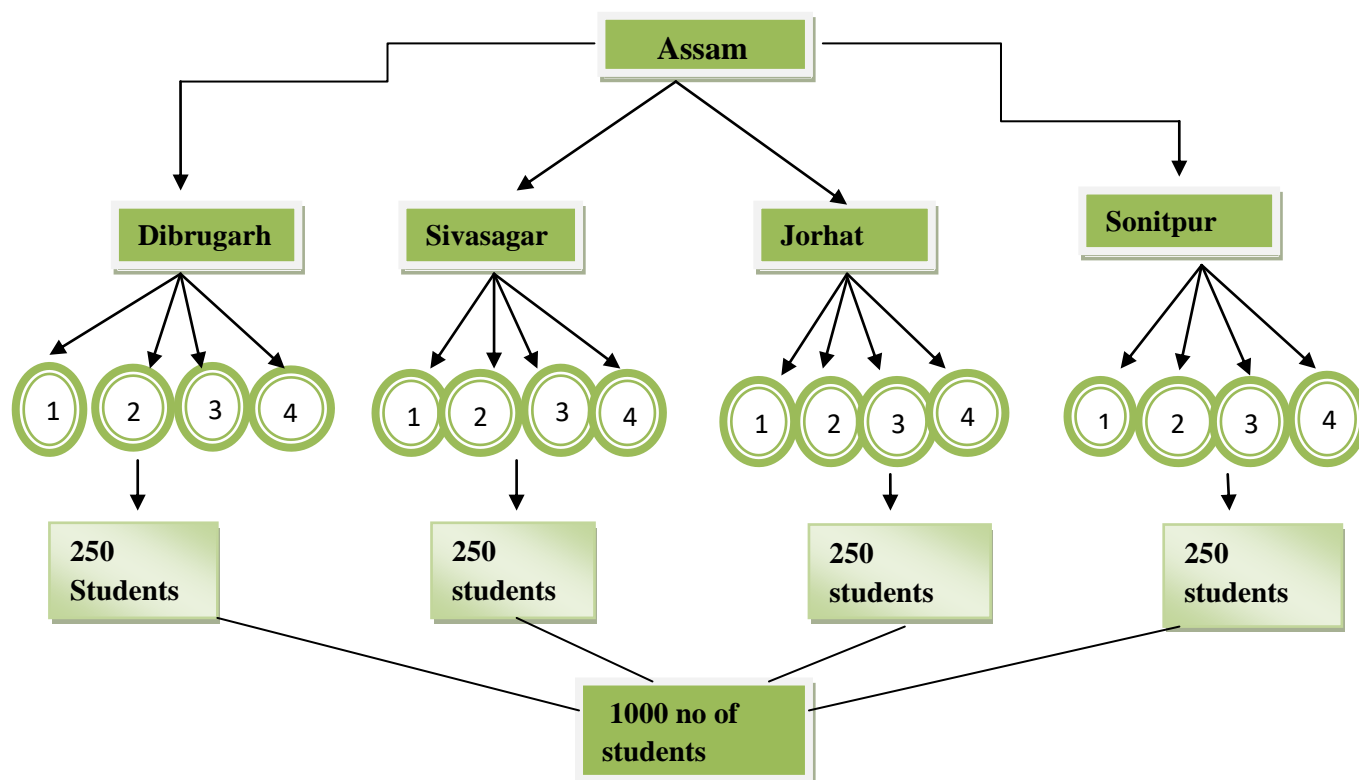 Assam
Dibrugarh
Sivasagar
Jorhat
Sonitpur
1 2 3 4
1 2 3 4
1 2 3 4
1 2 3 4
250
Students
250
students
250
students
250
students
1000 no of
students